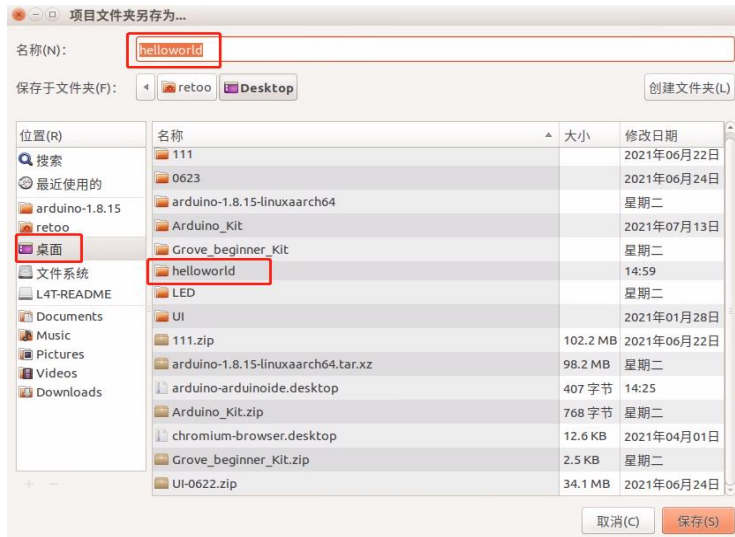 项目文件夹另存为...
名称(N)： helloworld
保存于文件夹(F)： retoo Desktop 创建文件夹(L)
位置(R) 名称 大小 修改日期
搜索
最近使用的
arduino-1.8.15
retoo
桌面
文件系统
L4T-README
Documents
Music
Pictures
Videos
Downloads
111 2021年06月22日
0623 2021年06月24日
arduino-1.8.15-linuxaarch64 星期二
Arduino_Kit 2021年07月13日
Grove_beginner_Kit 星期二
helloworld 14:59
LED 星期二
UI 2021年01月28日
111.zip 102.2 MB 2021年06月22日
arduino-1.8.15-linuxaarch64.tar.xz 98.2 MB 星期二
arduino-arduinoide.desktop 407 字节 14:25
Arduino_Kit.zip 768 字节 星期二
chromium-browser.desktop 12.6 KB 2021年04月01日
Grove_beginner_Kit.zip 2.5 KB 星期二
UI-0622.zip 34.1 MB 2021年06月24日
取消(C) 保存(S)